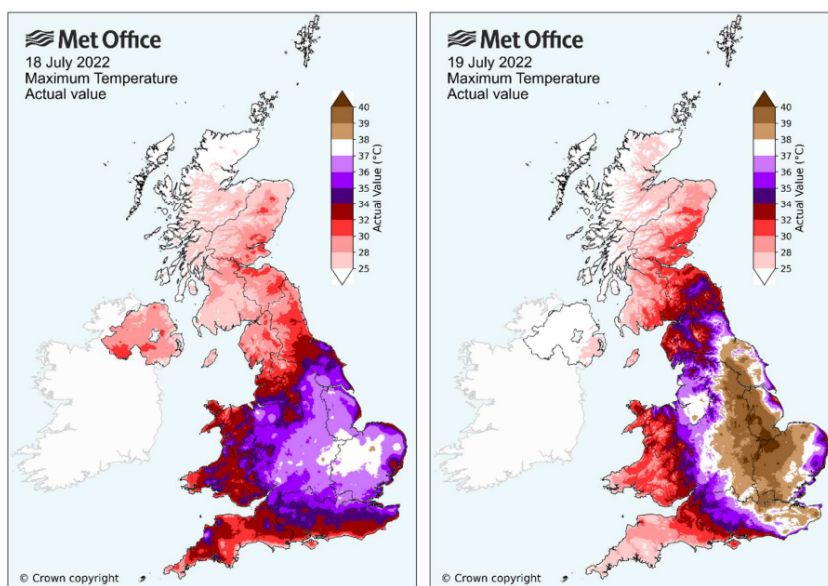 Met Office
18 July 2022
Maximum Temperature
Actual value
40
39
38
37
36
35
34
32
30
28
25
Actual Value (°C)
© Crown copyright
Met Office
19 July 2022
Maximum Temperature
Actual value
40
39
38
37
36
35
34
32
30
28
25
Actual Value (°C)
© Crown copyright